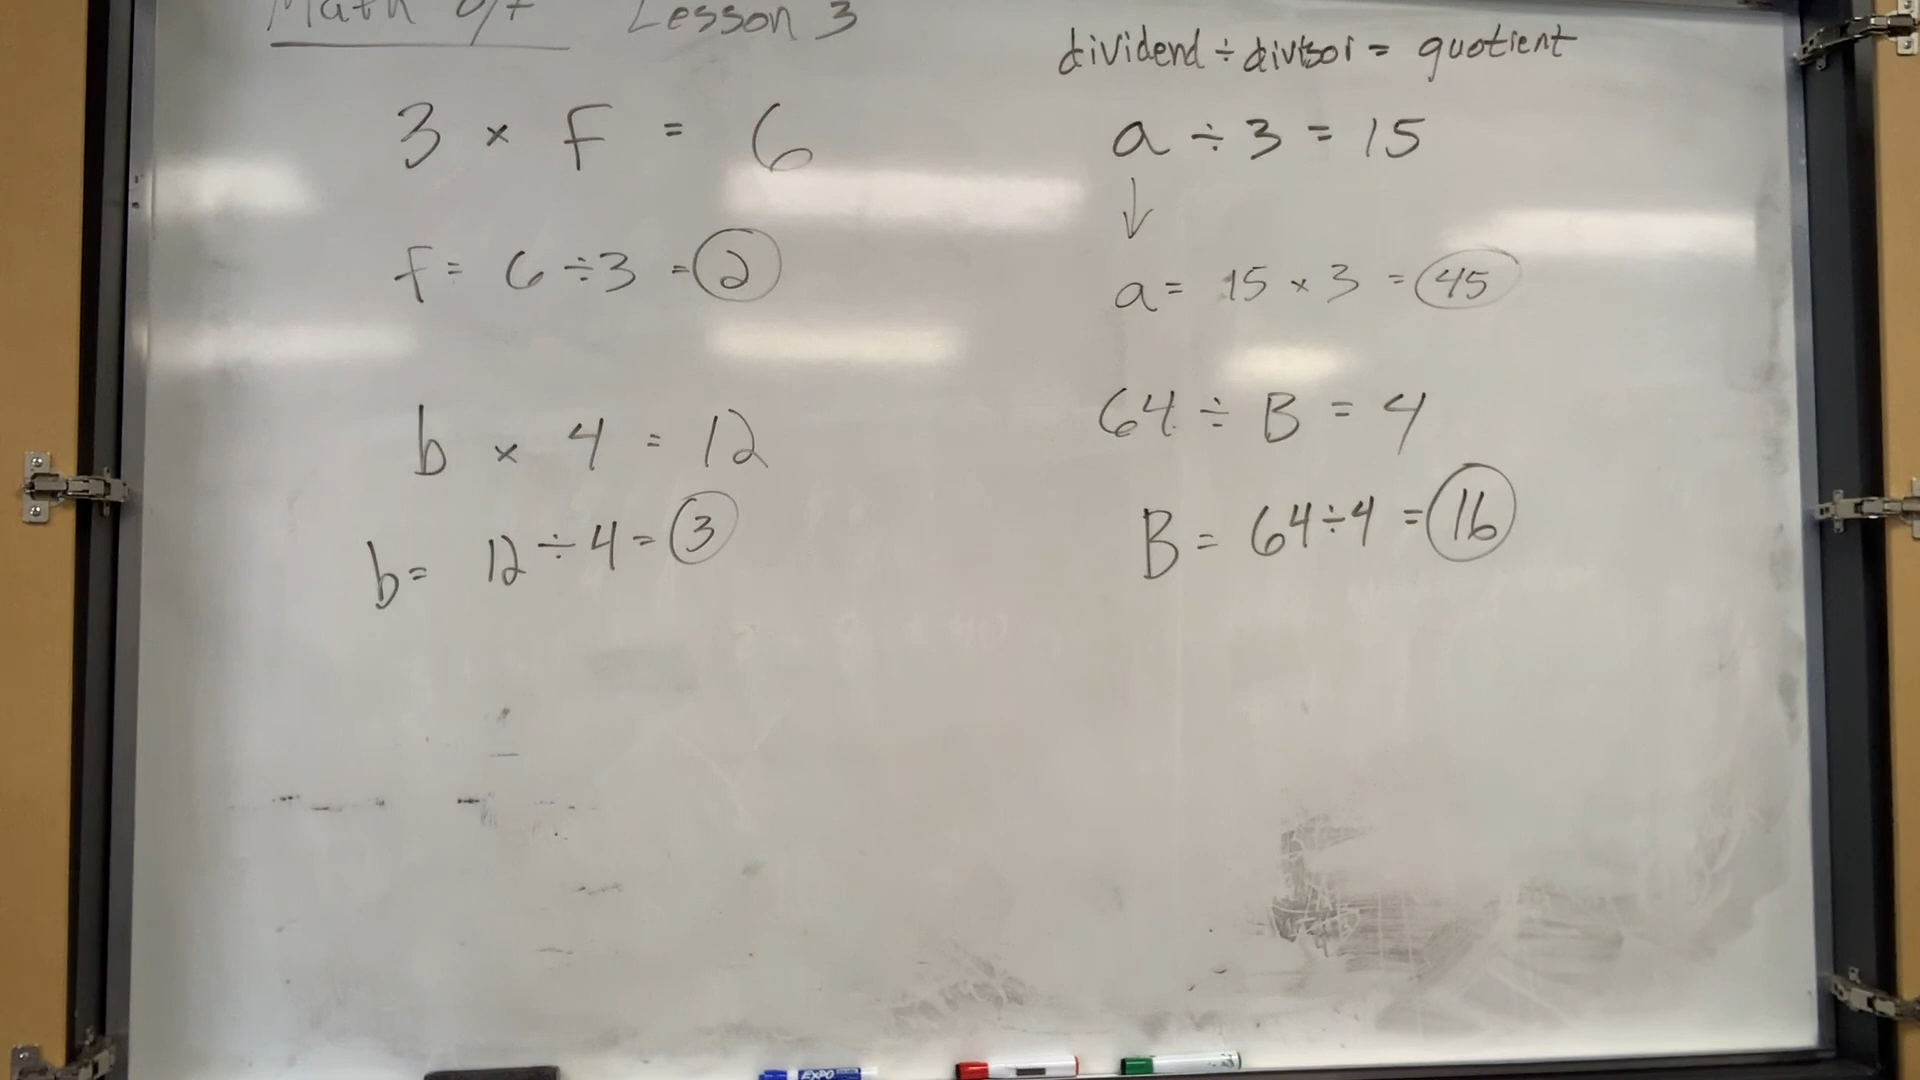 Math 6/7 Lesson 3
3 × F = 6
F = 6 ÷ 3 = 2
b × 4 = 12
b = 12 ÷ 4 = 3
dividend ÷ divisor = quotient
a ÷ 3 = 15
↓
a = 15 × 3 = 45
64 ÷ B = 4
B = 64 ÷ 4 = 16
EXPO